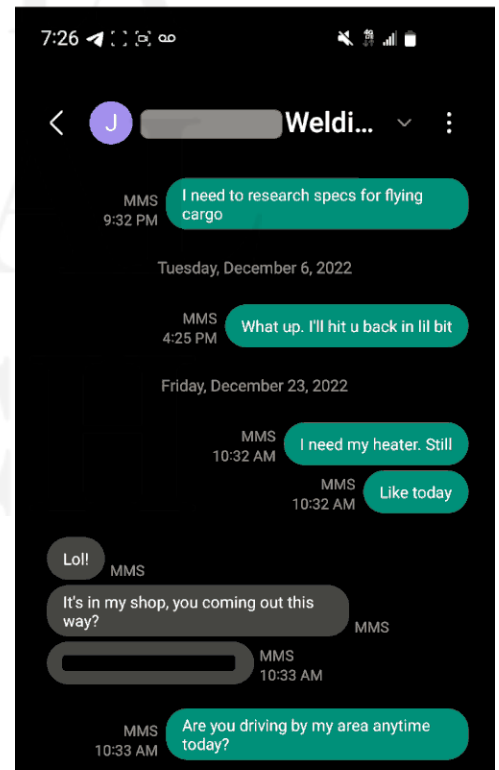 7:26
J Weldi...
MMS
9:32 PM
I need to research specs for flying
cargo
Tuesday, December 6, 2022
MMS
4:25 PM
What up. I'll hit u back in lil bit
Friday, December 23, 2022
MMS
10:32 AM
I need my heater. Still
MMS
10:32 AM
Like today
Lol!
MMS
It's in my shop, you coming out this
way?
MMS
MMS
10:33 AM
MMS
10:33 AM
Are you driving by my area anytime
today?